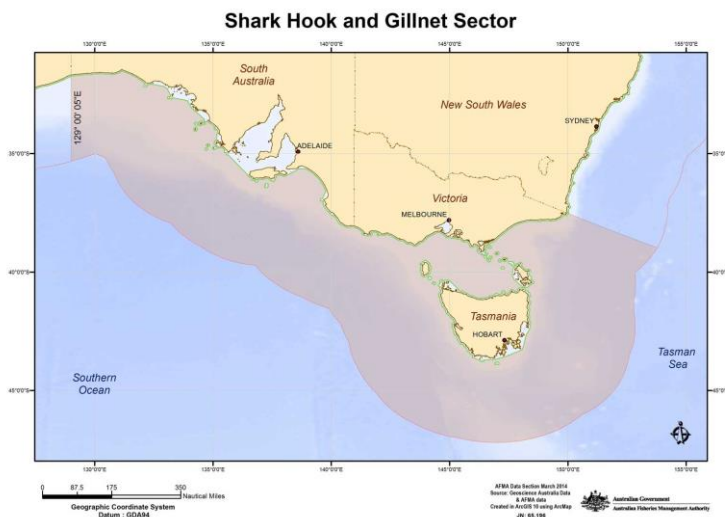 Shark Hook and Gillnet Sector
130°0'0"E 135°0'0"E 140°0'0"E 145°0'0"E 150°0'0"E 155°0'0"E
129° 00' 05"E
South
Australia
New South Wales
SYDNEY
ADELAIDE
35°0'0"S 35°0'0"S
Victoria
MELBOURNE
40°0'0"S 40°0'0"S
Tasmania
HOBART
Tasman
Sea
Southern
Ocean
45°0'0"S 45°0'0"S
130°0'0"E 135°0'0"E 140°0'0"E 145°0'0"E 150°0'0"E 155°0'0"E
0 87.5 175 350
Nautical Miles
Geographic Coordinate System
Datum : GDA94
AFMA Data Section March 2014
Source: Geoscience Australia Data
& AFMA data
Created in ArcGIS 10 using ArcMap
Australian Government
Australian Fisheries Management Authority